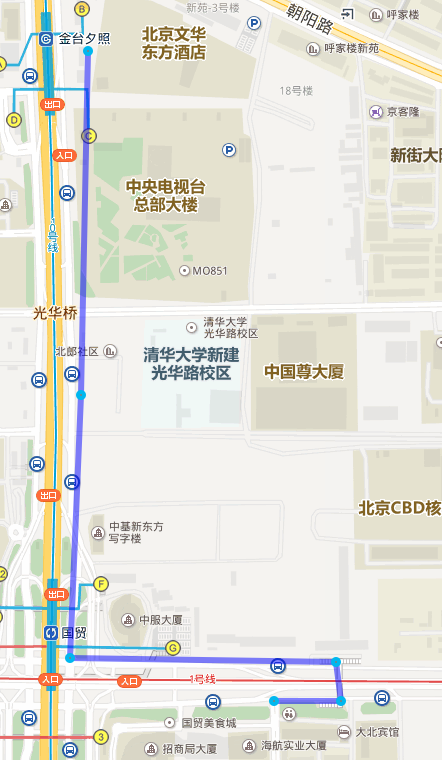 新苑-3号楼
B
P
朝阳路
呼家楼
金台夕照
北京文华
东方酒店
呼家楼新苑
A
18号楼
出口
D
C
京客隆
入口
P
新街大
中央电视台
总部大楼
10号线
MO851
光华桥
清华大学
光华路校区
北郎社区
清华大学新建
光华路校区
中国尊大厦
出口
北京CBD核
中基新东方
写字楼
2
F
出口
中服大厦
国贸
G
入口
入口
1号线
国贸美食城
大北宾馆
3
招商局大厦
海航实业大厦